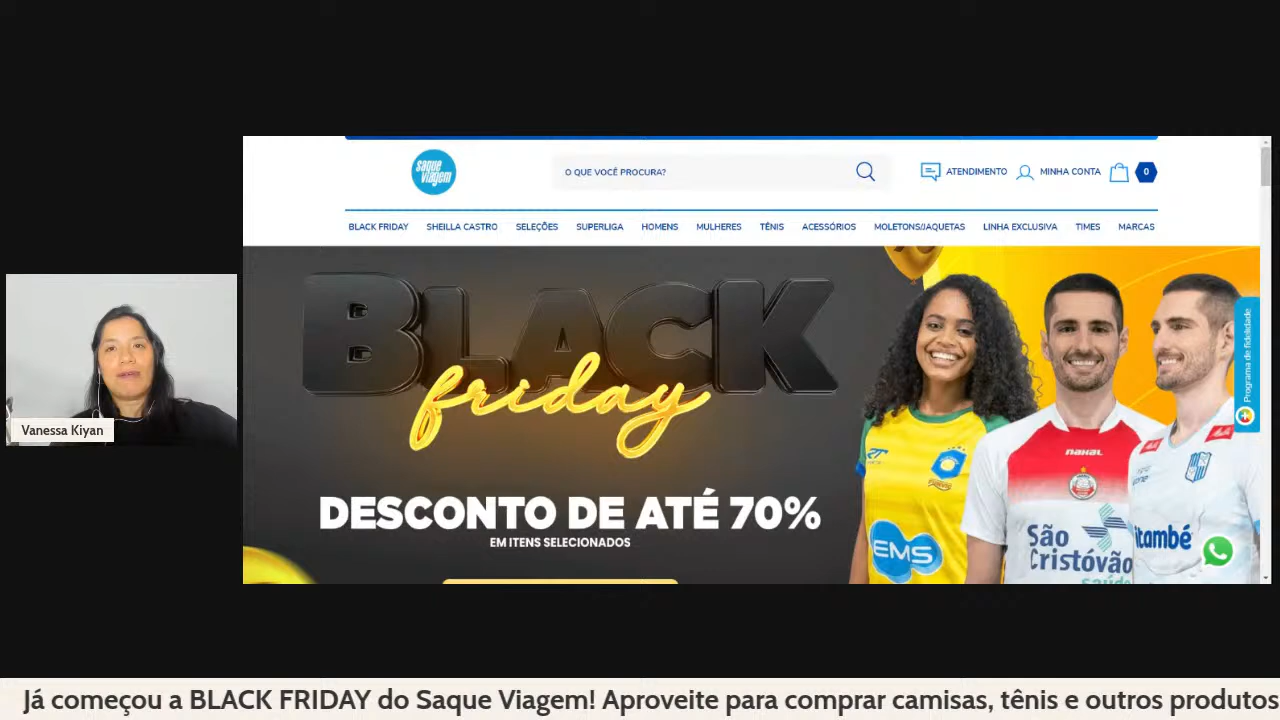 saque
viagem
O QUE VOCÊ PROCURA?
ATENDIMENTO
MINHA CONTA
0
BLACK FRIDAY
SHEILLA CASTRO
SELEÇÕES
SUPERLIGA
HOMENS
MULHERES
TÊNIS
ACESSÓRIOS
MOLETONS/JAQUETAS
LINHA EXCLUSIVA
TIMES
MARCAS
BLACK
friday
DESCONTO DE ATÉ 70%
EM ITENS SELECIONADOS
Programa de fidelidade
RT
EMS
NAKAL
São
Cristóvão
saúde
itambé
Vanessa Kiyan
Já começou a BLACK FRIDAY do Saque Viagem! Aproveite para comprar camisas, tênis e outros produtos